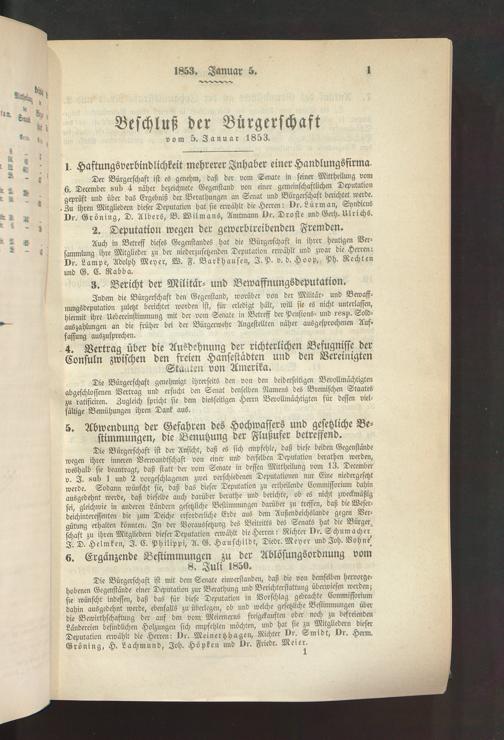 1853. Januar 5. 1
Beschluß der Bürgerschaft
vom 5. Januar 1853.
1. Haftungsverbindlichkeit mehrerer Inhaber einer Handlungsfirma.
Der Bürgerschaft ist es genehm, daß der vom Senate in seiner Mittheilung vom
6. December sub 4 näher bezeichnete Gegenstand von einer gemeinschaftlichen Deputation
geprüft und über das Ergebniß der Berathungen an Senat und Bürgerschaft berichtet werde.
Zu ihren Mitgliedern dieser Deputation hat sie erwählt die Herren: Dr. Bürman, Syndicus
Dr. Gröning, D. Albers, B. Wilmans, Amtmann Dr. Droste und Gerh. Ulrichs.
2. Deputation wegen der gewerbtreibenden Fremden.
Auch in Betreff dieses Gegenstandes hat die Bürgerschaft in ihrer heutigen Ver-
sammlung ihre Mitglieder zu der niederzusetzenden Deputation erwählt und zwar die Herren:
Dr. Lampe, Adolph Meyer, W. F. Barkhausen, J. P. v. d. Hoop, Ph. Rechten
und G. C. Rabba.
3. Bericht der Militär- und Bewaffnungsdeputation.
Indem die Bürgerschaft den Gegenstand, worüber von der Militär- und Bewaff-
nungsdeputation zuletzt berichtet worden ist, für erledigt hält, will sie es nicht unterlassen,
hiermit ihre Uebereinstimmung mit der vom Senate in Betreff der Pensions- und resp. Sold-
auszahlungen an die früher bei der Bürgerwehr Angestellten näher ausgesprochenen Auf-
fassung auszusprechen.
4. Vertrag über die Ausdehnung der richterlichen Befugnisse der
Consuln zwischen den freien Hansestädten und den Vereinigten
Staaten von Amerika.
Die Bürgerschaft genehmigt ihrerseits den von den beiderseitigen Bevollmächtigten
abgeschlossenen Vertrag und ersucht den Senat denselben Namens des Bremischen Staates
zu ratificiren. Zugleich spricht sie dem diesseitigen Herrn Bevollmächtigten für dessen viel-
fältige Bemühungen ihren Dank aus.
5. Abwendung der Gefahren des Hochwassers und gesetzliche Be-
stimmungen, die Benutzung der Flußufer betreffend.
Die Bürgerschaft ist der Ansicht, daß es sich empfehle, daß diese beiden Gegenstände
wegen ihrer inneren Verwandtschaft von einer und derselben Deputation berathen werden,
weshalb sie beantragt, daß statt der vom Senate in dessen Mittheilung vom 13. December
v. J. sub 1 und 2 vorgeschlagenen zwei verschiedenen Deputationen nur Eine niedergesetzt
werde. Sodann wünscht sie, daß das dieser Deputation zu ertheilende Commissorium dahin
ausgedehnt werde, daß dieselbe auch darüber berathe und berichte, ob es nicht zweckmäßig
sei, gleichwie in anderen Ländern gesetzliche Bestimmungen darüber zu treffen, daß die Weser-
deichinteressenten die zum Deiche erforderliche Erde aus dem Außendeichslande gegen Ver-
gütung erhalten können. In der Voraussetzung des Beitritts des Senats hat die Bürger-
schaft zu ihren Mitgliedern dieser Deputation erwählt die Herren: Richter Dr. Schumacher
J. D. Helmken, J. C. Philippi, A. G. Hauschildt, Diedr. Meyer und Joh. Bohne.
6. Ergänzende Bestimmungen zu der Ablösungsordnung vom
8. Juli 1850.
Die Bürgerschaft ist mit dem Senate einverstanden, daß die von demselben hervorge-
hobenen Gegenstände einer Deputation zur Berathung und Berichterstattung überwiesen werden;
sie wünscht indessen, daß das für diese Deputation in Vorschlag gebrachte Commissorium
dahin ausgedehnt werde, ebenfalls zu überlegen, ob und welche gesetzliche Bestimmungen über
die Bewirthschaftung der auf den vom Meiernexu freigekauften oder noch zu befreienden
Ländereien befindlichen Holzungen sich empfehlen möchten, und hat sie zu Mitgliedern dieser
Deputation erwählt die Herren: Dr. Meinertzhagen, Richter Dr. Smidt, Dr. Herm.
Gröning, H. Lachmund, Joh. Höpken und Dr. Friedr. Meier.
1